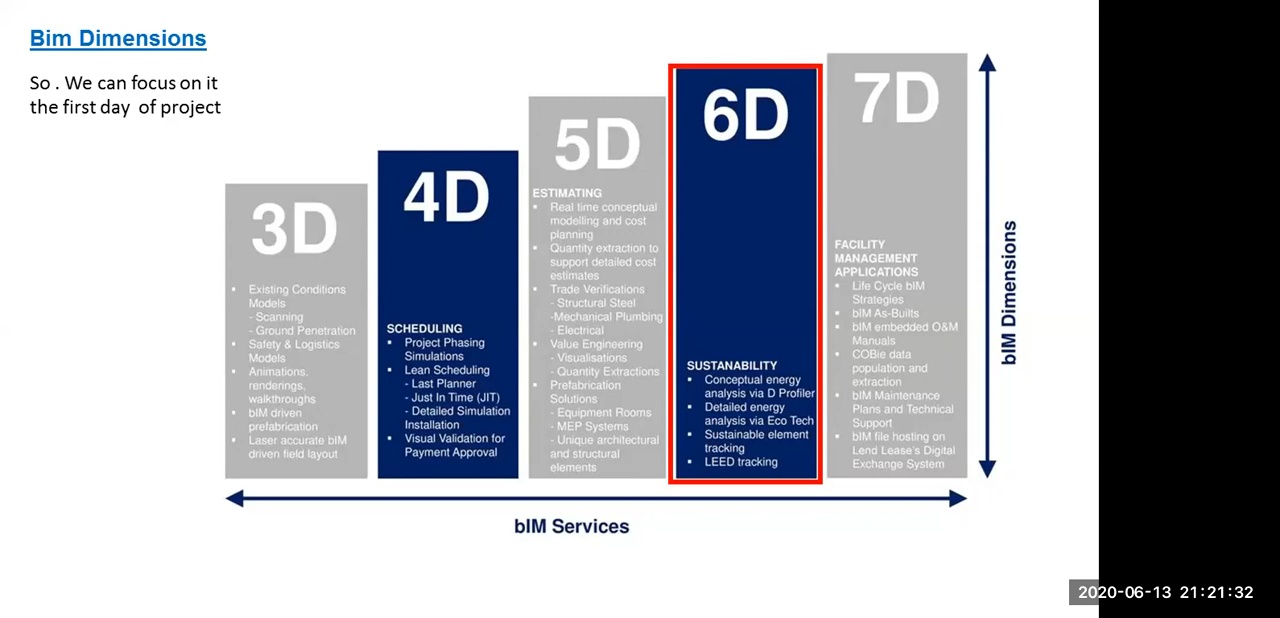 Bim Dimensions
So . We can focus on it
the first day of project
3D
Existing Conditions
Models
- Scanning
- Ground Penetration
Safety & Logistics
Models
Animations,
renderings,
walkthroughs
bIM driven
prefabrication
Laser accurate bIM
driven field layout
4D
SCHEDULING
Project Phasing
Simulations
Lean Scheduling
- Last Planner
- Just In Time (JIT)
- Detailed Simulation
Installation
Visual Validation for
Payment Approval
5D
ESTIMATING
Real time conceptual
modelling and cost
planning
Quantity extraction to
support detailed cost
estimates
Trade Verifications
- Structural Steel
-Mechanical Plumbing
- Electrical
Value Engineering
- Visualisations
- Quantity Extractions
Prefabrication
Solutions
- Equipment Rooms
- MEP Systems
- Unique architectural
and structural
elements
6D
SUSTANABILITY
Conceptual energy
analysis via D Profiler
Detailed energy
analysis via Eco Tech
Sustainable element
tracking
LEED tracking
7D
FACILITY
MANAGEMENT
APPLICATIONS
Life Cycle bIM
Strategies
bIM As-Builts
bIM embedded O&M
Manuals
COBie data
population and
extraction
bIM Maintenance
Plans and Technical
Support
bIM file hosting on
Lend Lease's Digital
Exchange System
bIM Dimensions
bIM Services
2020-06-13 21:21:32